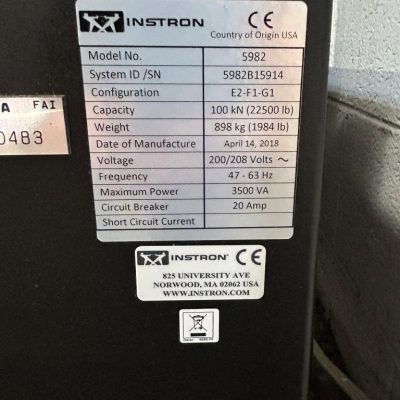 INSTRON CE
Country of Origin USA
Model No. 5982
System ID /SN 5982B15914
Configuration E2-F1-G1
Capacity 100 kN (22500 lb)
Weight 898 kg (1984 lb)
Date of Manufacture April 14, 2018
Voltage 200/208 Volts ～
Frequency 47 - 63 Hz
Maximum Power 3500 VA
Circuit Breaker 20 Amp
Short Circuit Current
A FAI
0483
INSTRON® CE
825 UNIVERSITY AVE
NORWOOD, MA 02062 USA
WWW.INSTRON.COM